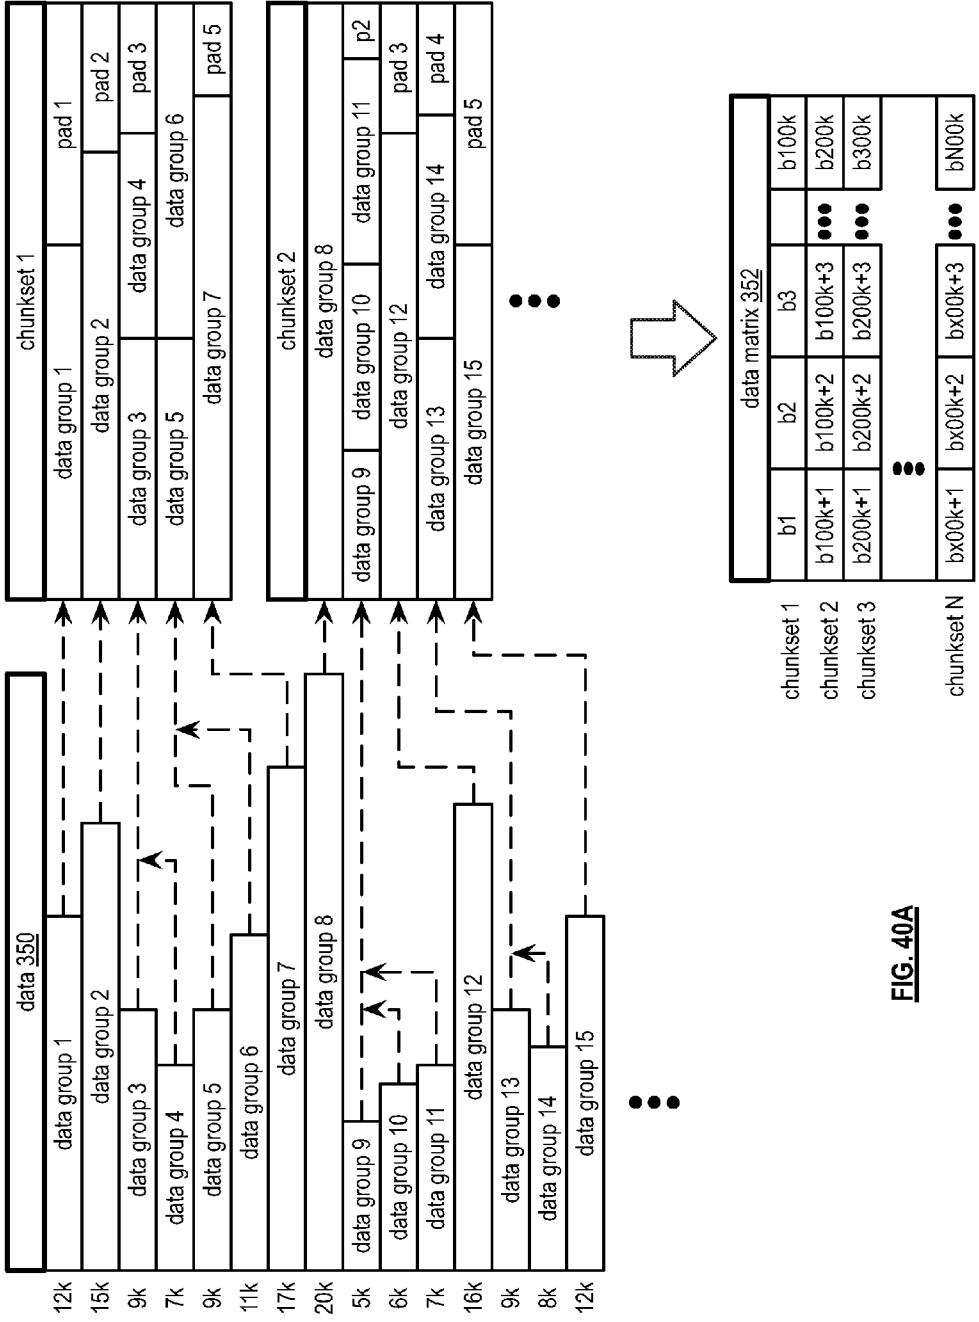 data 350
12k data group 1
15k data group 2
9k data group 3
7k data group 4
9k data group 5
11k data group 6
17k data group 7
20k data group 8
5k data group 9
6k data group 10
7k data group 11
16k data group 12
9k data group 13
8k data group 14
12k data group 15
chunkset 1
data group 1 pad 1
data group 2 pad 2
data group 3 data group 4 pad 3
data group 5 data group 6
data group 7 pad 5
chunkset 2
data group 8
data group 9 data group 10 data group 11 p2
data group 12 pad 3
data group 13 data group 14 pad 4
data group 15 pad 5
data matrix 352
chunkset 1 b1 b2 b3 b100k
chunkset 2 b100k+1 b100k+2 b100k+3 b200k
chunkset 3 b200k+1 b200k+2 b200k+3 b300k
chunkset N bx00k+1 bx00k+2 bx00k+3 bN00k
FIG. 40A